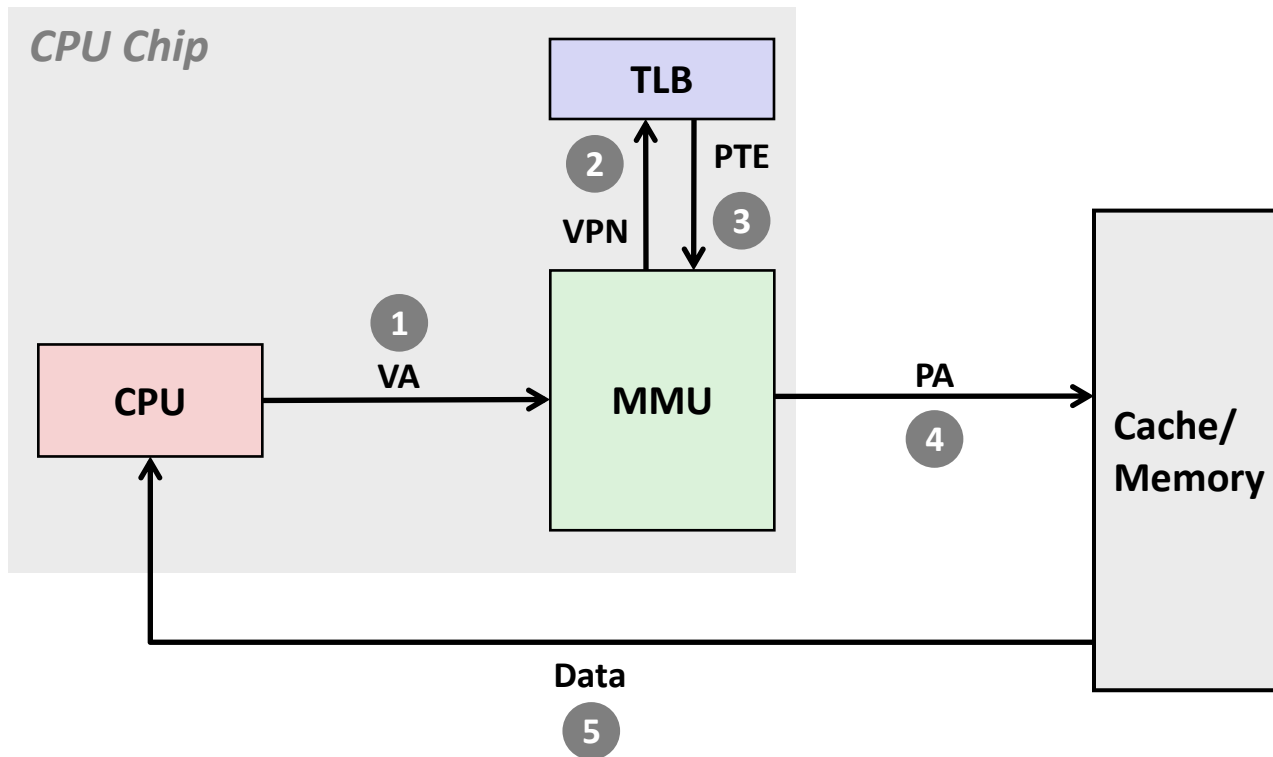 CPU Chip
TLB
2
PTE
VPN
3
1
VA
CPU
MMU
PA
4
Cache/
Memory
Data
5